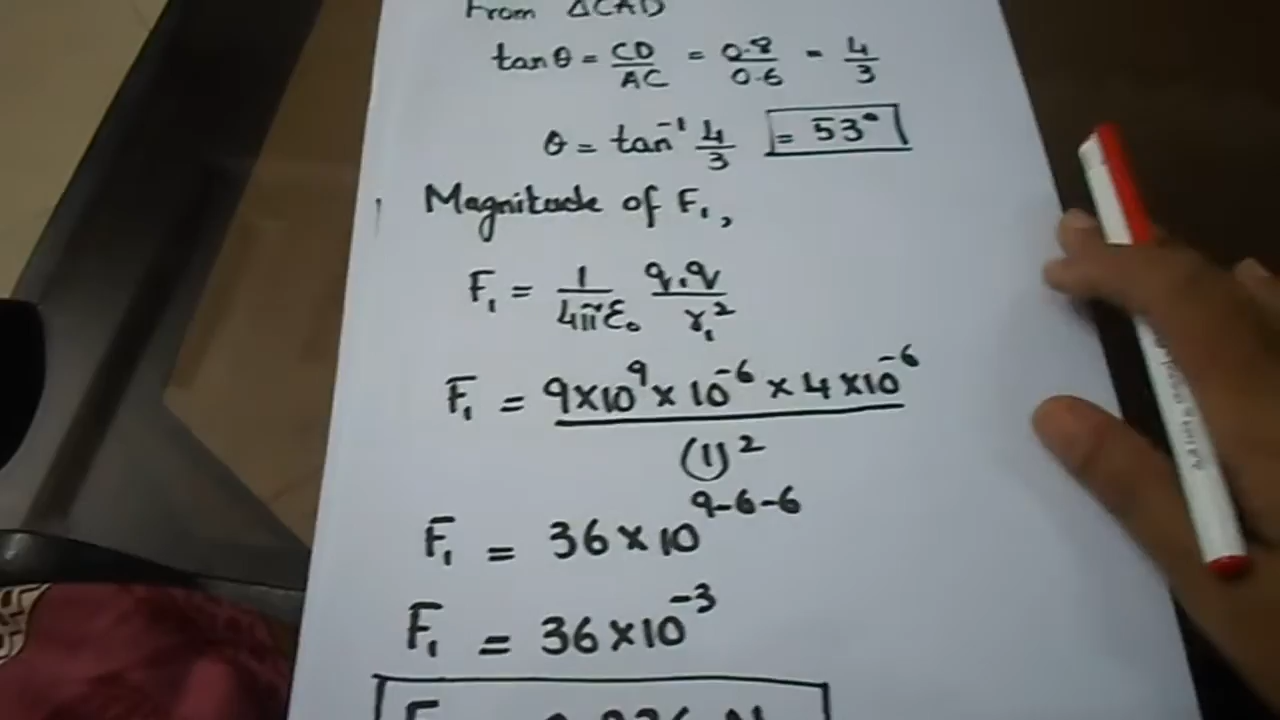 From ΔCAD
tanθ = CD/AC = 0.8/0.6 = 4/3
θ = tan⁻¹ 4/3 = 53°
Magnitude of F₁,
F₁ = 1/4πε₀ q₁q/r₁²
F₁ = 9×10⁹×10⁻⁶×4×10⁻⁶/(1)²
F₁ = 36×10⁹⁻⁶⁻⁶
F₁ = 36×10⁻³